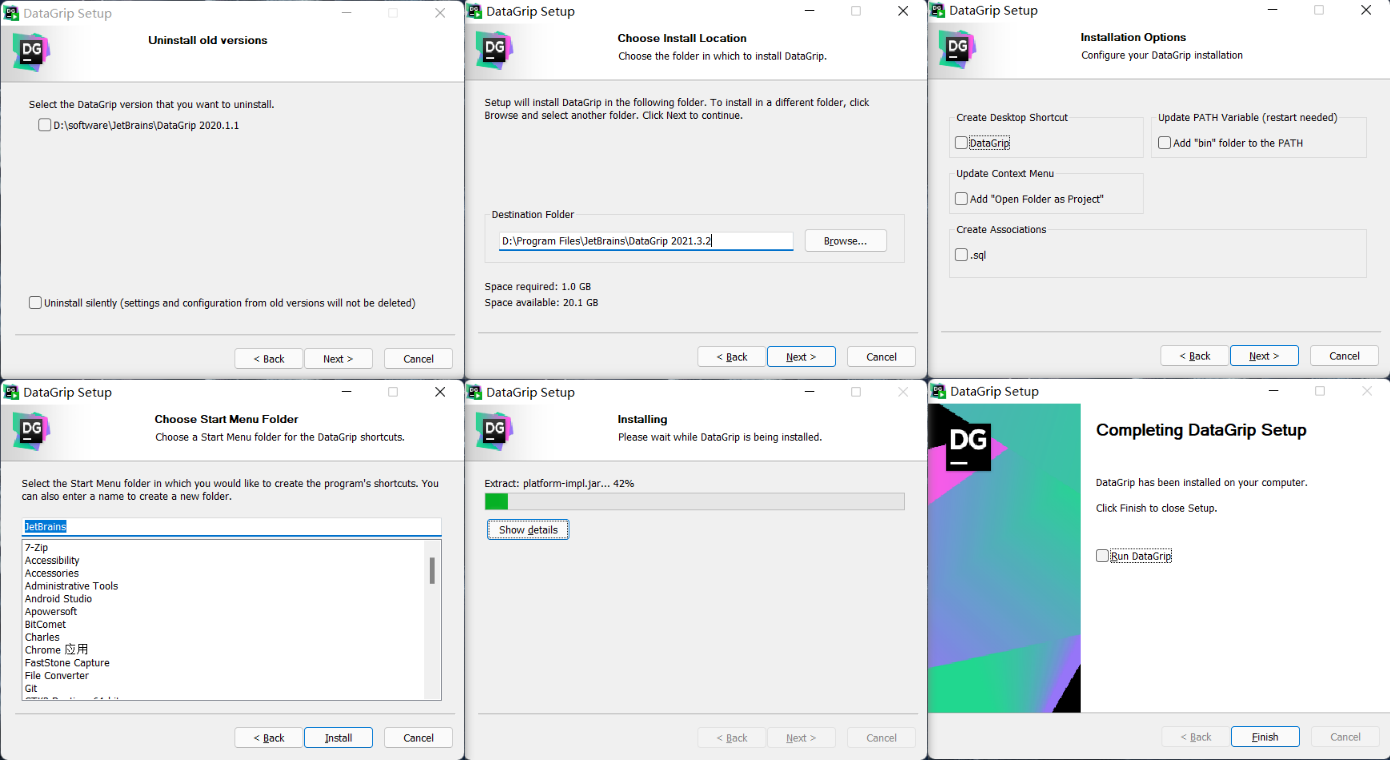 DataGrip Setup
DG
Uninstall old versions
Select the DataGrip version that you want to uninstall.
D:\software\JetBrains\DataGrip 2020.1.1
Uninstall silently (settings and configuration from old versions will not be deleted)
< Back
Next >
Cancel
DataGrip Setup
DG
Choose Install Location
Choose the folder in which to install DataGrip.
Setup will install DataGrip in the following folder. To install in a different folder, click
Browse and select another folder. Click Next to continue.
Destination Folder
D:\Program Files\JetBrains\DataGrip 2021.3.2
Browse...
Space required: 1.0 GB
Space available: 20.1 GB
< Back
Next >
Cancel
DataGrip Setup
DG
Installation Options
Configure your DataGrip installation
Create Desktop Shortcut
DataGrip
Update PATH Variable (restart needed)
Add "bin" folder to the PATH
Update Context Menu
Add "Open Folder as Project"
Create Associations
.sql
< Back
Next >
Cancel
DataGrip Setup
DG
Choose Start Menu Folder
Choose a Start Menu folder for the DataGrip shortcuts.
Select the Start Menu folder in which you would like to create the program's shortcuts. You
can also enter a name to create a new folder.
JetBrains
7-Zip
Accessibility
Accessories
Administrative Tools
Android Studio
Apowersoft
BitComet
Charles
Chrome 应用
FastStone Capture
File Converter
Git
< Back
Install
Cancel
DataGrip Setup
DG
Installing
Please wait while DataGrip is being installed.
Extract: platform-impl.jar... 42%
Show details
< Back
Next >
Cancel
DataGrip Setup
DG
Completing DataGrip Setup
DataGrip has been installed on your computer.
Click Finish to close Setup.
Run DataGrip
< Back
Finish
Cancel